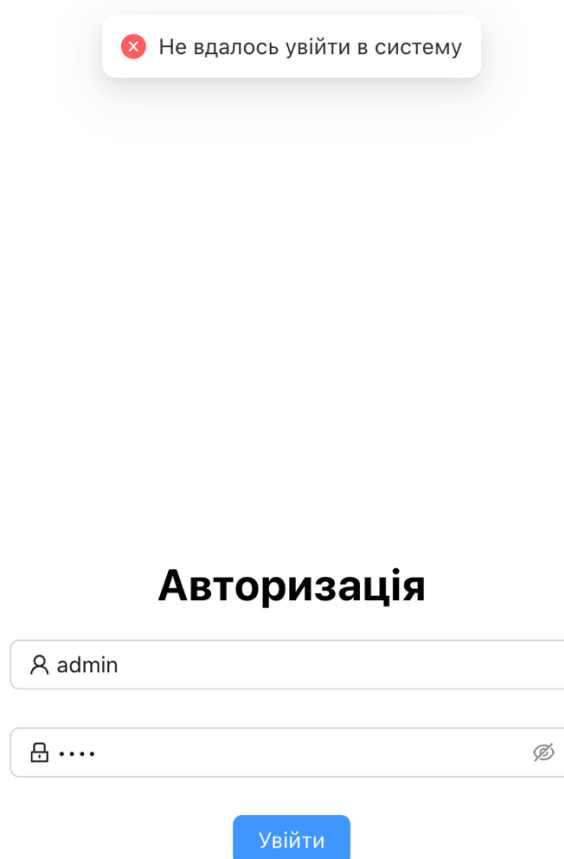 Не вдалось увійти в систему
Авторизація
admin
••••
Увійти